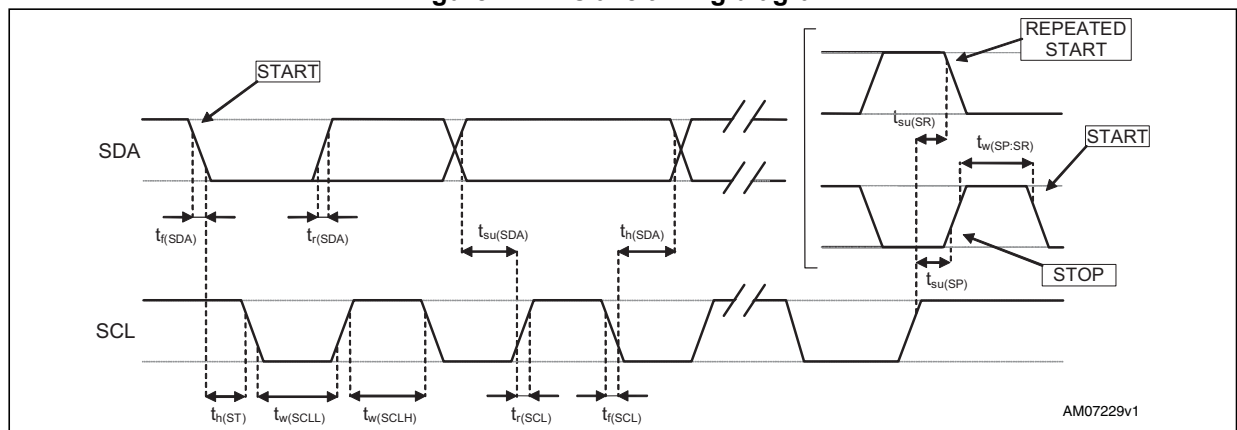 REPEATED
START
START
SDA
t_su(SR)
t_w(SP:SR)
START
t_f(SDA)
t_r(SDA)
t_su(SDA)
t_h(SDA)
t_su(SP)
STOP
SCL
t_h(ST)
t_w(SCLL)
t_w(SCLH)
t_r(SCL)
t_f(SCL)
AM07229v1